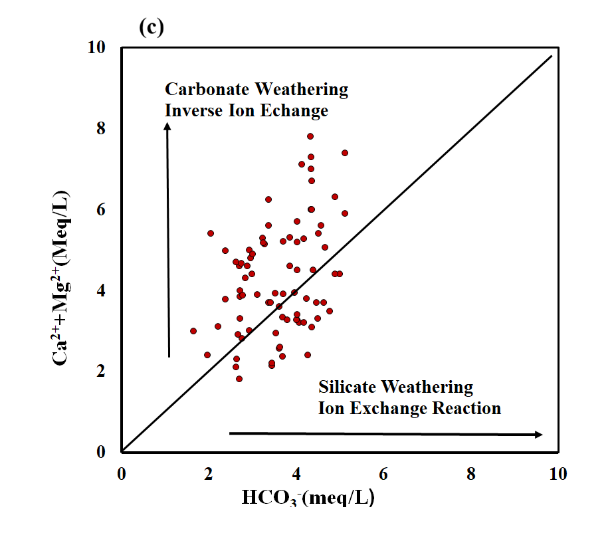 (c)
10
Carbonate Weathering
Inverse Ion Echange
8
6
Ca²⁺+Mg²⁺(Meq/L)
4
2
Silicate Weathering
Ion Exchange Reaction
0
0 2 4 6 8 10
HCO₃⁻(meq/L)